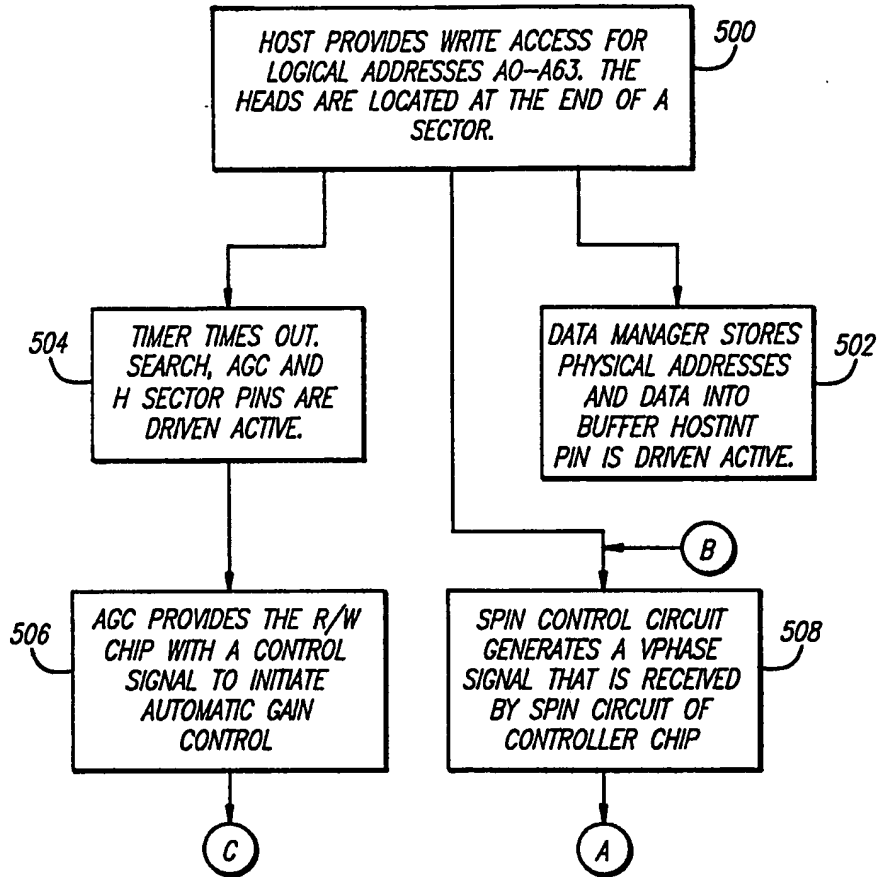 HOST PROVIDES WRITE ACCESS FOR
LOGICAL ADDRESSES A0-A63. THE
HEADS ARE LOCATED AT THE END OF A
SECTOR.
500
504
TIMER TIMES OUT.
SEARCH, AGC AND
H SECTOR PINS ARE
DRIVEN ACTIVE.
DATA MANAGER STORES
PHYSICAL ADDRESSES
AND DATA INTO
BUFFER HOSTINT
PIN IS DRIVEN ACTIVE.
502
B
506
AGC PROVIDES THE R/W
CHIP WITH A CONTROL
SIGNAL TO INITIATE
AUTOMATIC GAIN
CONTROL
SPIN CONTROL CIRCUIT
GENERATES A VPHASE
SIGNAL THAT IS RECEIVED
BY SPIN CIRCUIT OF
CONTROLLER CHIP
508
C
A